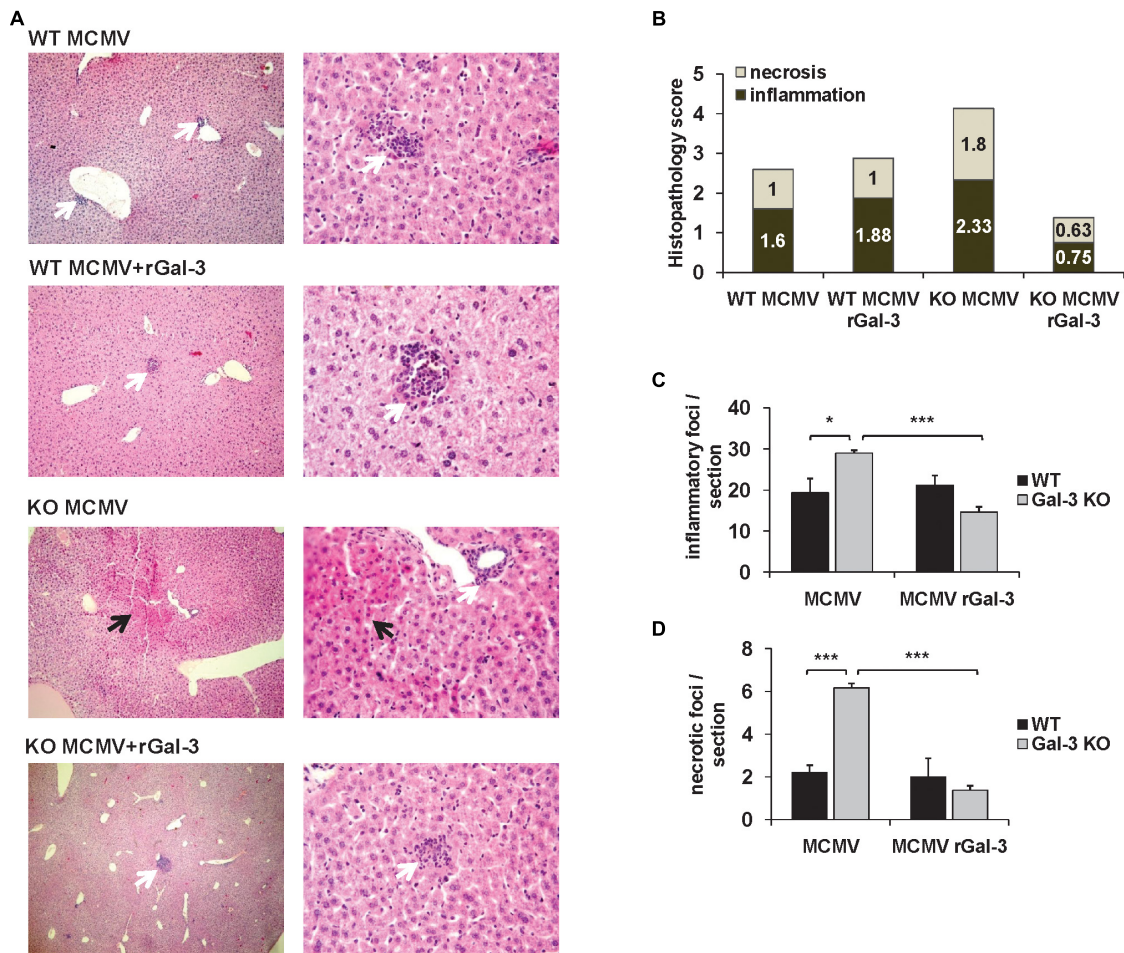 A
WT MCMV
WT MCMV+rGal-3
KO MCMV
KO MCMV+rGal-3
B
Histopathology score
5
4
3
2
1
0
necrosis
inflammation
1
1.6
1
1.88
1.8
2.33
0.63
0.75
WT MCMV
WT MCMV
rGal-3
KO MCMV
KO MCMV
rGal-3
C
inflammatory foci /
section
40
30
20
10
0
*
***
WT
Gal-3 KO
MCMV
MCMV rGal-3
D
necrotic foci /
section
8
6
4
2
0
***
***
WT
Gal-3 KO
MCMV
MCMV rGal-3